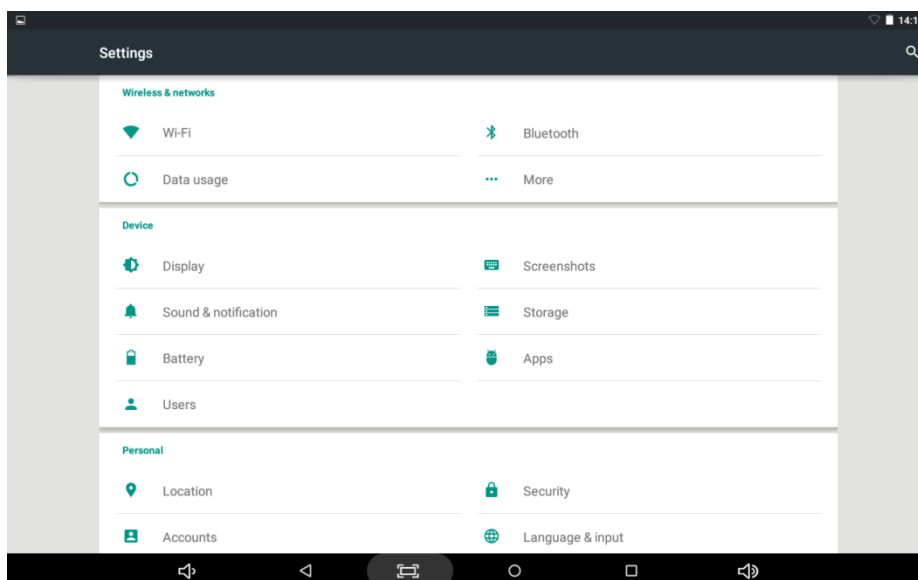 14:1
Settings
Wireless & networks
Wi-Fi
Bluetooth
Data usage
More
Device
Display
Screenshots
Sound & notification
Storage
Battery
Apps
Users
Personal
Location
Security
Accounts
Language & input